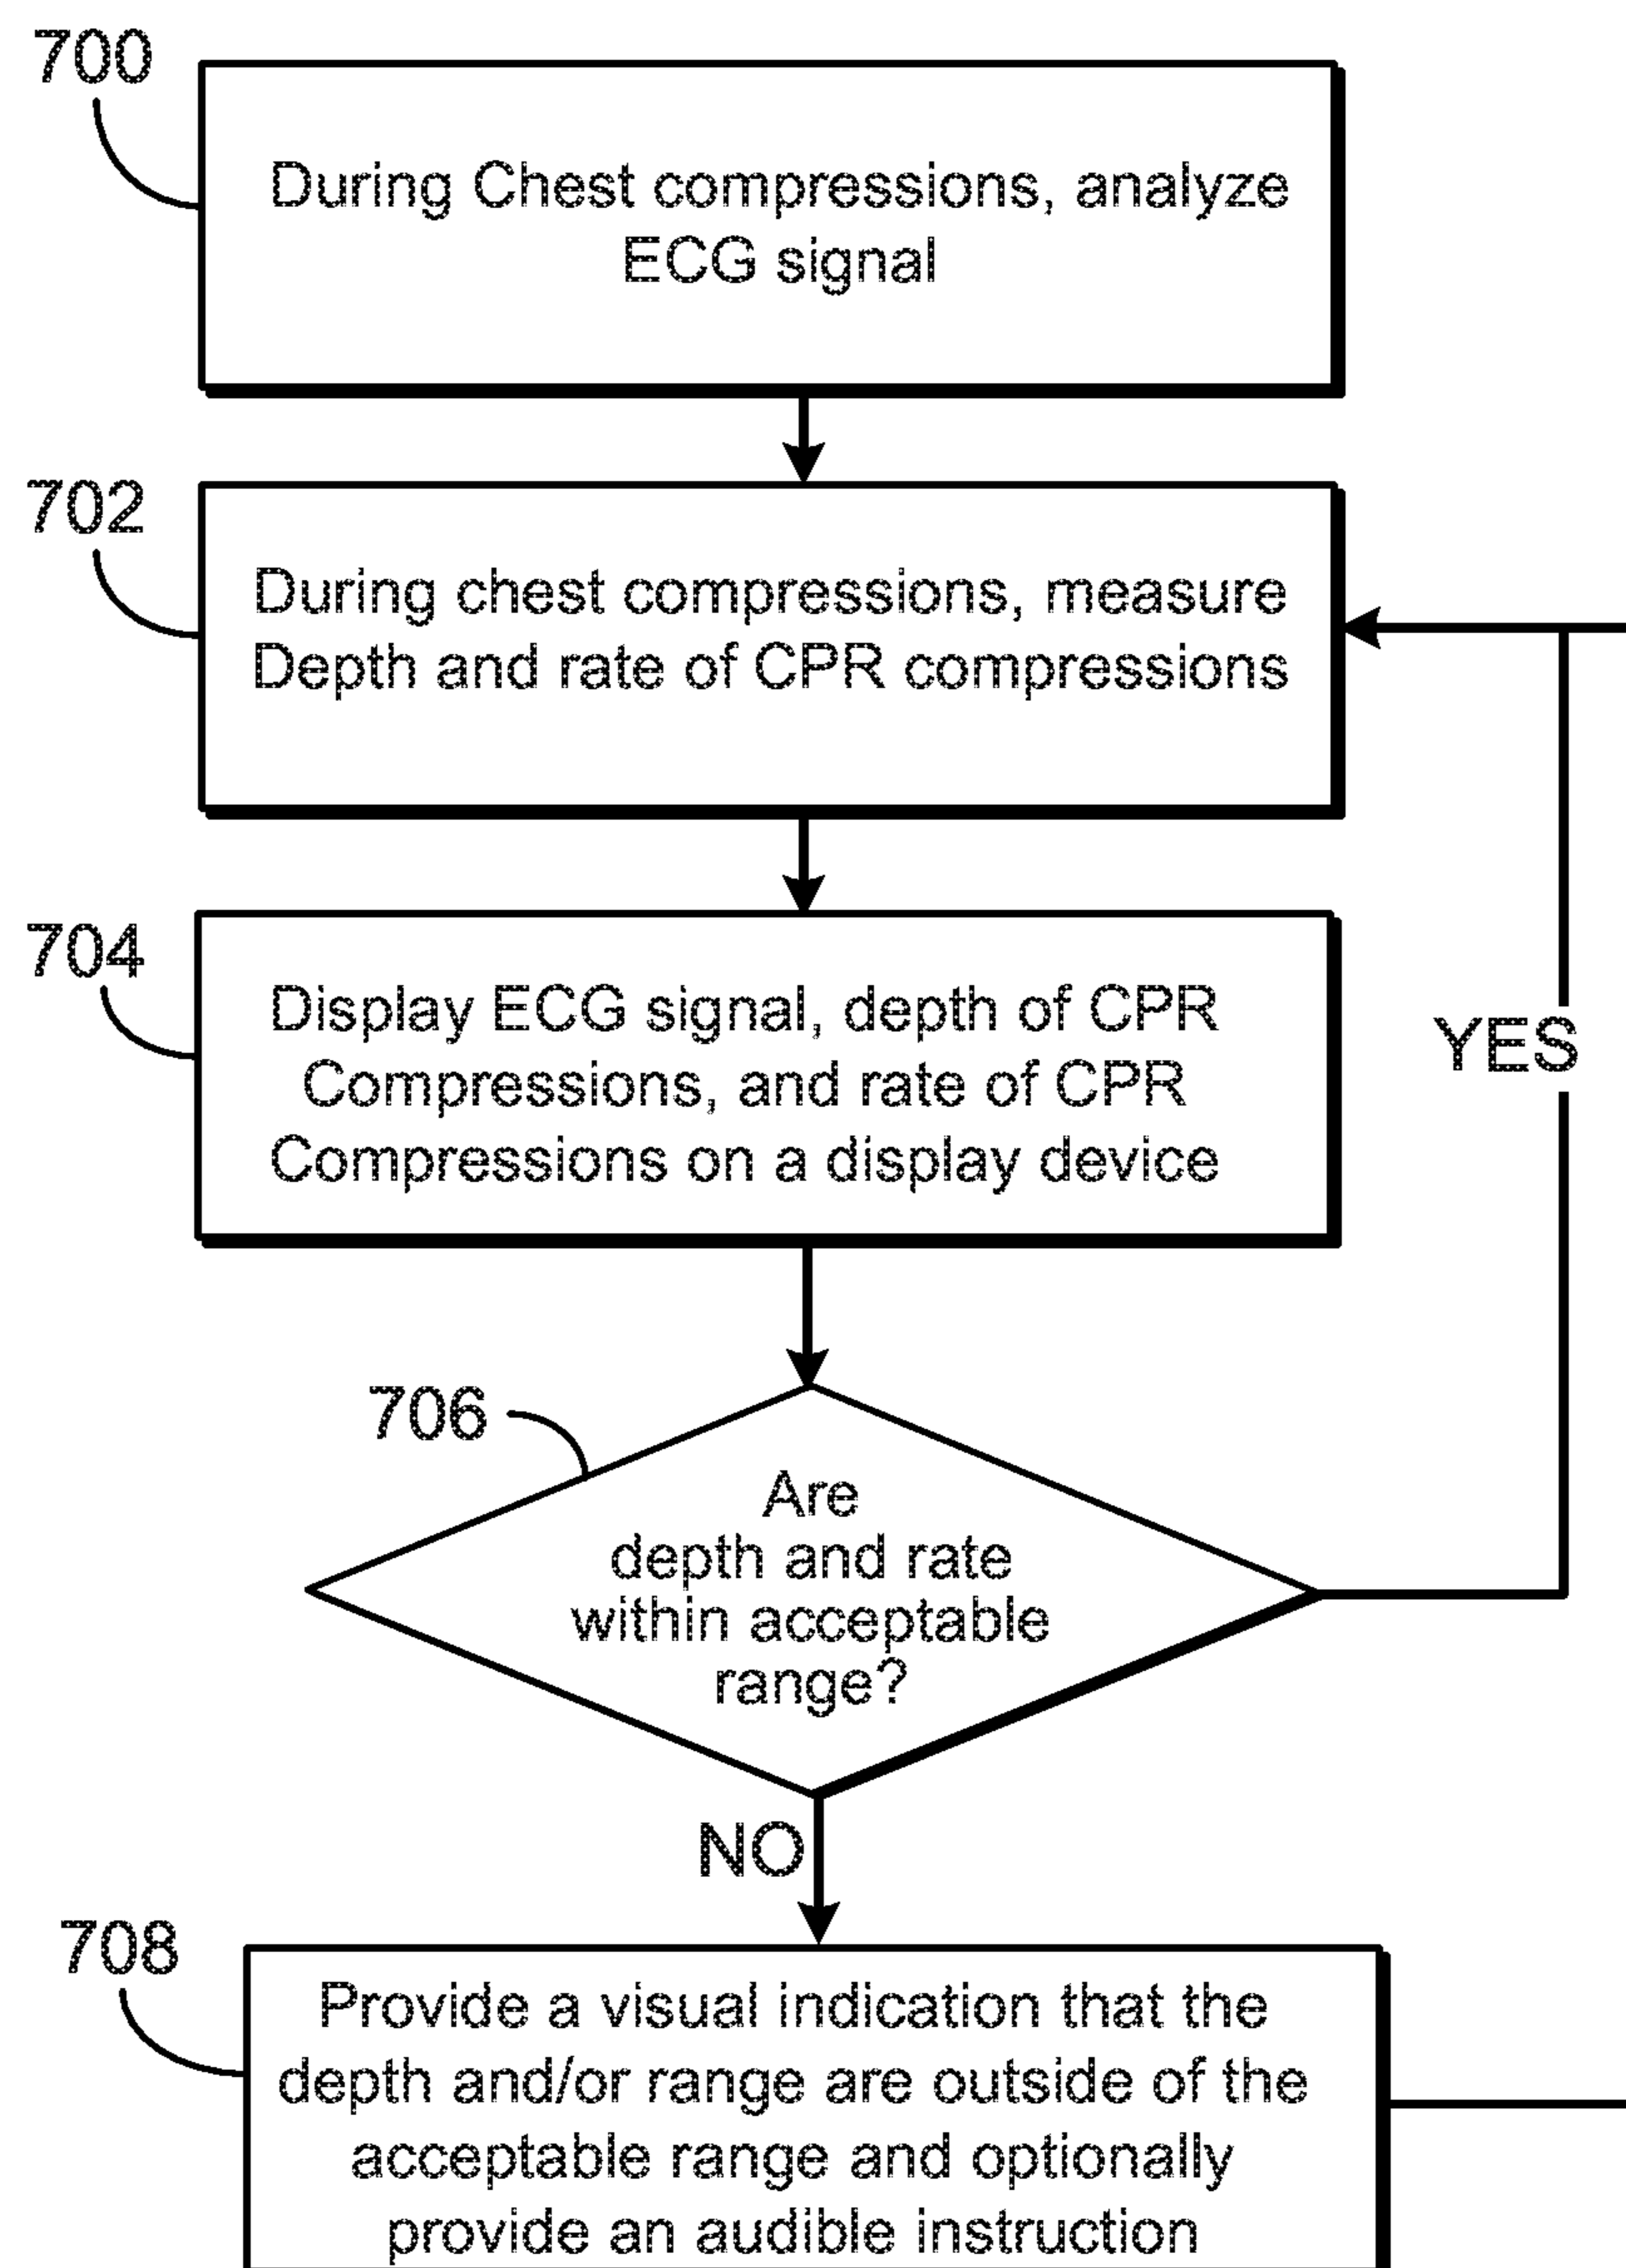 700
During Chest compressions, analyze
ECG signal
702
During chest compressions, measure
Depth and rate of CPR compressions
704
Display ECG signal, depth of CPR
Compressions, and rate of CPR
Compressions on a display device
YES
706
Are
depth and rate
within acceptable
range?
NO
708
Provide a visual indication that the
depth and/or range are outside of the
acceptable range and optionally
provide an audible instruction